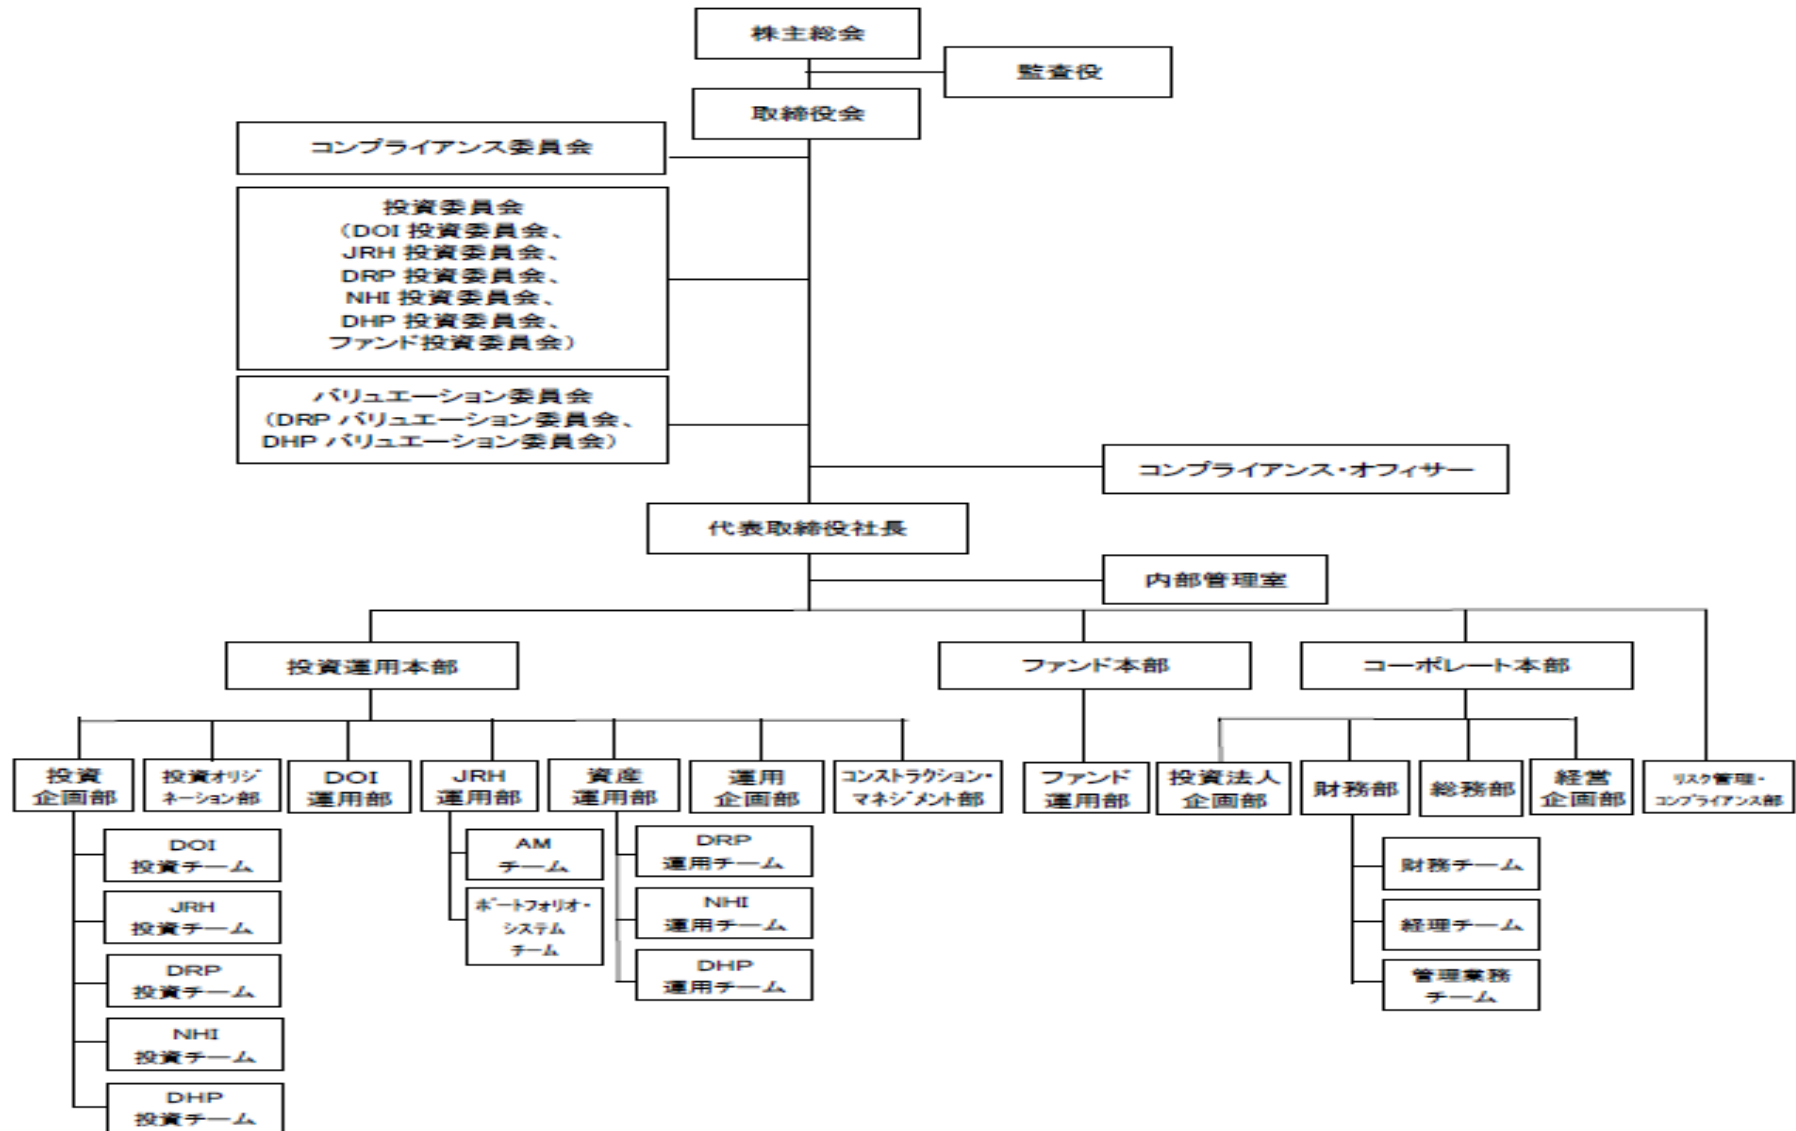 株主総会
監査役
取締役会
コンプライアンス委員会
投資委員会
（DOI 投資委員会、
JRH 投資委員会、
DRP 投資委員会、
NHI 投資委員会、
DHP 投資委員会、
ファンド投資委員会）
バリュエーション委員会
（DRP バリュエーション委員会、
DHP バリュエーション委員会）
コンプライアンス・オフィサー
代表取締役社長
内部管理室
投資運用本部
ファンド本部
コーポレート本部
投資
企画部
投資オリジ
ネーション部
DOI
運用部
JRH
運用部
資産
運用部
運用
企画部
コンストラクション・
マネジメント部
ファンド
運用部
投資法人
企画部
財務部
総務部
経営
企画部
リスク管理・
コンプライアンス部
DOI
投資チーム
JRH
投資チーム
DRP
投資チーム
NHI
投資チーム
DHP
投資チーム
AM
チーム
ポートフォリオ・
システム
チーム
DRP
運用チーム
NHI
運用チーム
DHP
運用チーム
財務チーム
経理チーム
管理業務
チーム